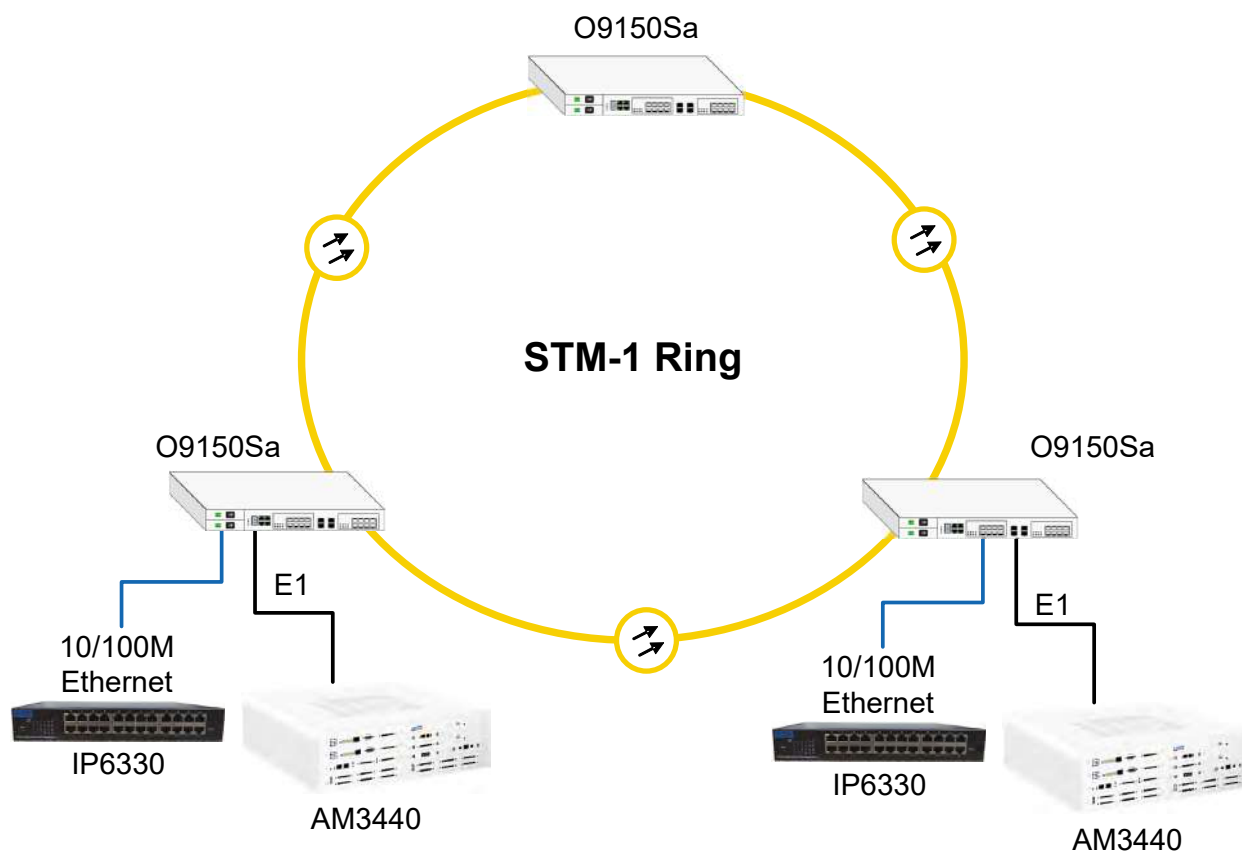 O9150Sa
STM-1 Ring
O9150Sa
O9150Sa
E1
10/100M
Ethernet
IP6330
AM3440
E1
10/100M
Ethernet
IP6330
AM3440